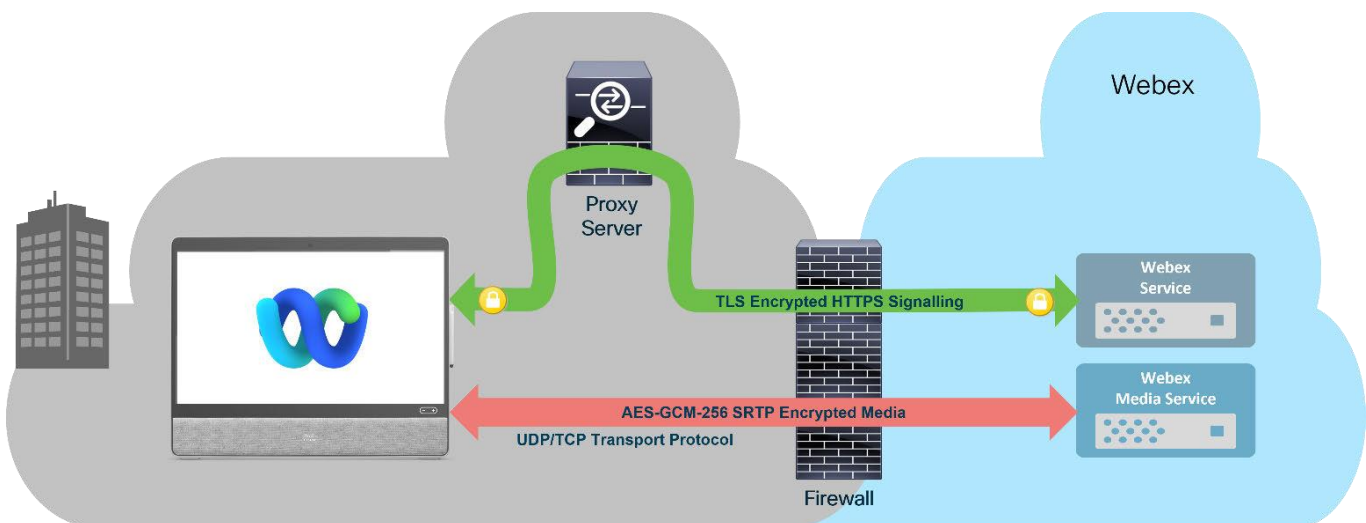 Webex
Proxy
Server
TLS Encrypted HTTPS Signalling
Webex
Service
AES-GCM-256 SRTP Encrypted Media
UDP/TCP Transport Protocol
Webex
Media Service
Firewall